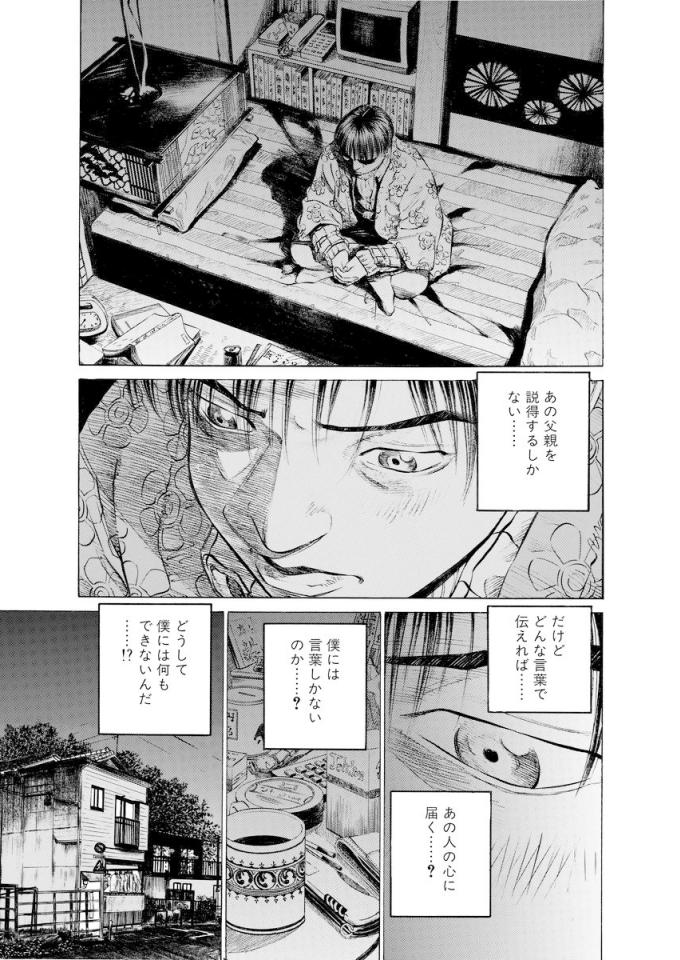 あの父親を
説得するしか
ない……
だけど
どんな言葉で
伝えれば……
あの人の心に
届く……？
僕には
言葉しかない
のか……？
どうして
僕には何も
できないんだ
……!?